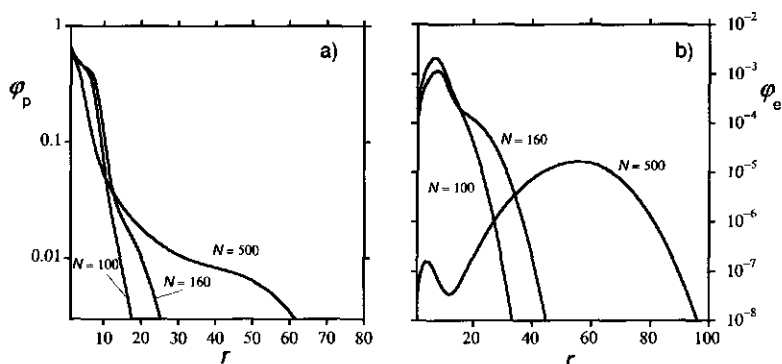 a)
φp
1
0.1
0.01
N = 100
N = 160
N = 500
0 10 20 30 40 50 60 70 80
r
b)
φe
10⁻²
10⁻³
10⁻⁴
10⁻⁵
10⁻⁶
10⁻⁷
10⁻⁸
N = 160
N = 100
N = 500
20 40 60 80 100
r